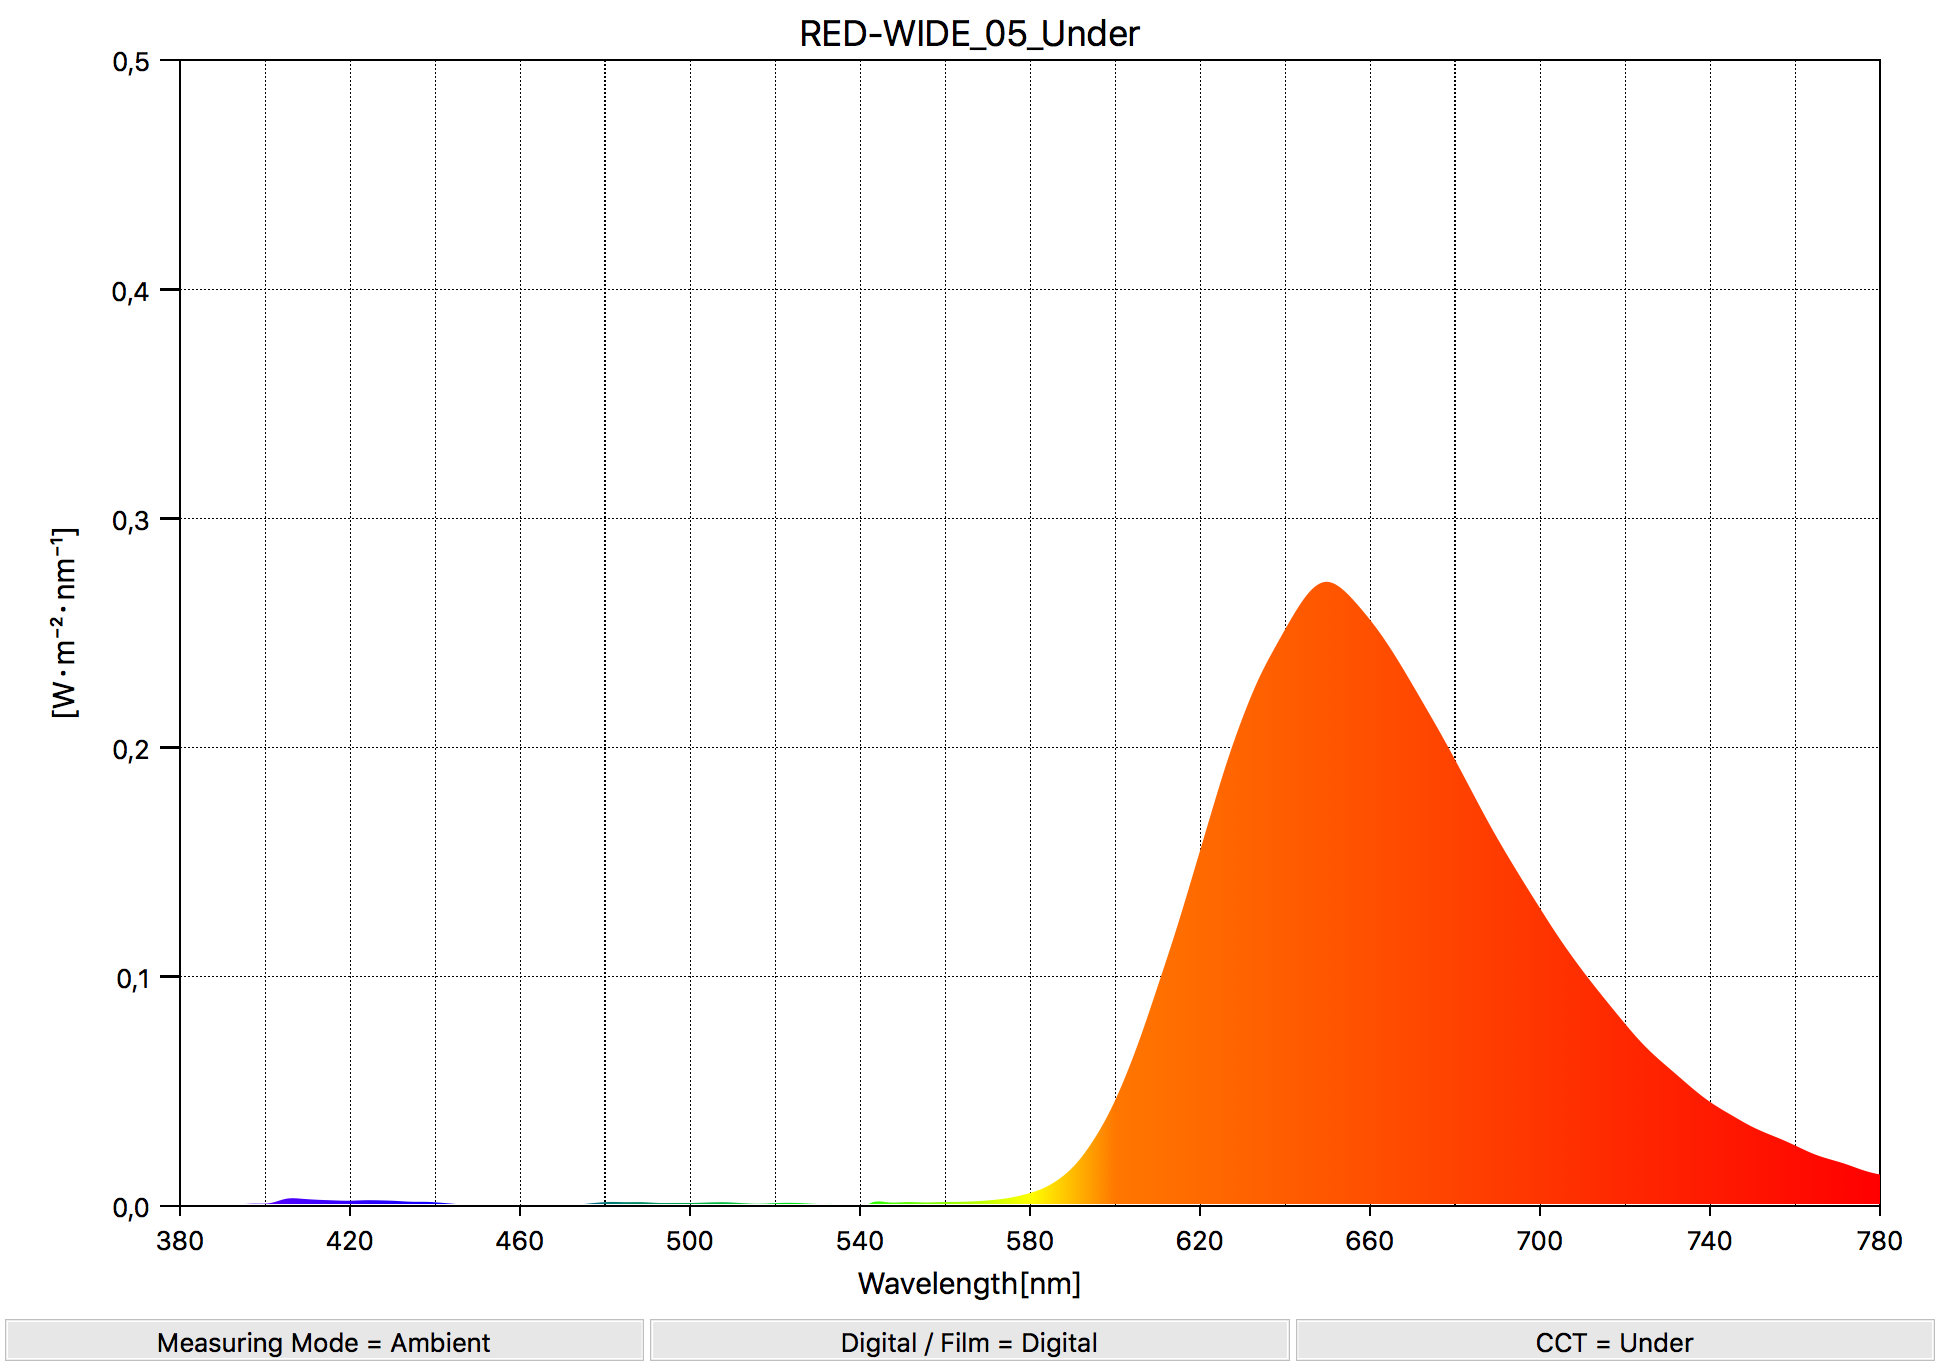 RED-WIDE_05_Under
0,5
0,4
0,3
0,2
0,1
0,0
[W·m⁻²·nm⁻¹]
380 420 460 500 540 580 620 660 700 740 780
Wavelength[nm]
Measuring Mode = Ambient
Digital / Film = Digital
CCT = Under